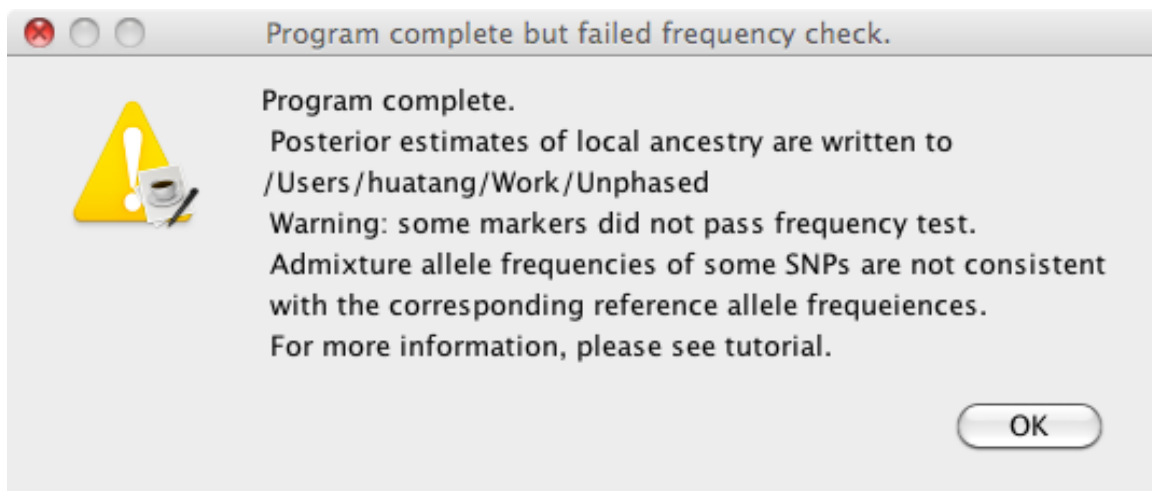 Program complete but failed frequency check.
Program complete.
Posterior estimates of local ancestry are written to
/Users/huatang/Work/Unphased
Warning: some markers did not pass frequency test.
Admixture allele frequencies of some SNPs are not consistent
with the corresponding reference allele frequeiences.
For more information, please see tutorial.
OK